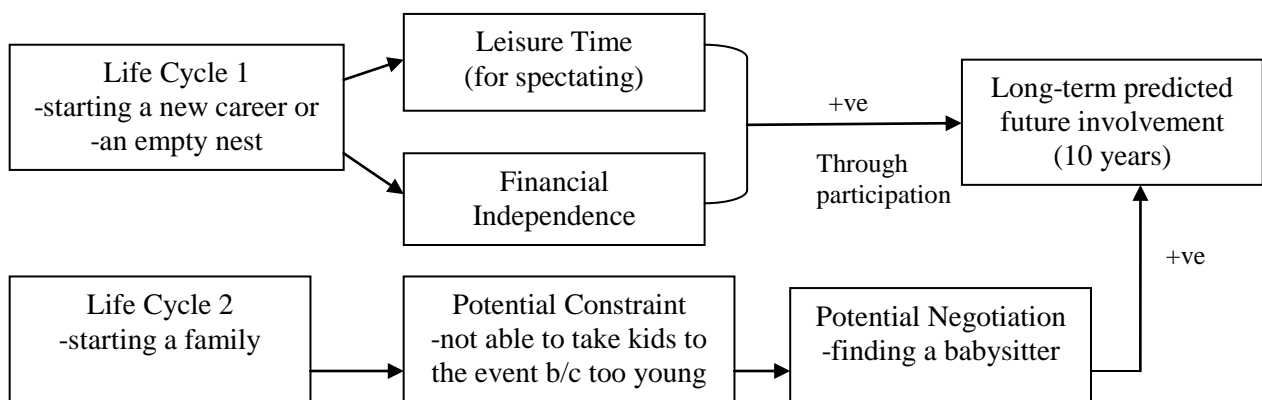 Life Cycle 1
-starting a new career or
-an empty nest
Leisure Time
(for spectating)
Financial
Independence
+ve
Through
participation
Long-term predicted
future involvement
(10 years)
Life Cycle 2
-starting a family
Potential Constraint
-not able to take kids to
the event b/c too young
Potential Negotiation
-finding a babysitter
+ve